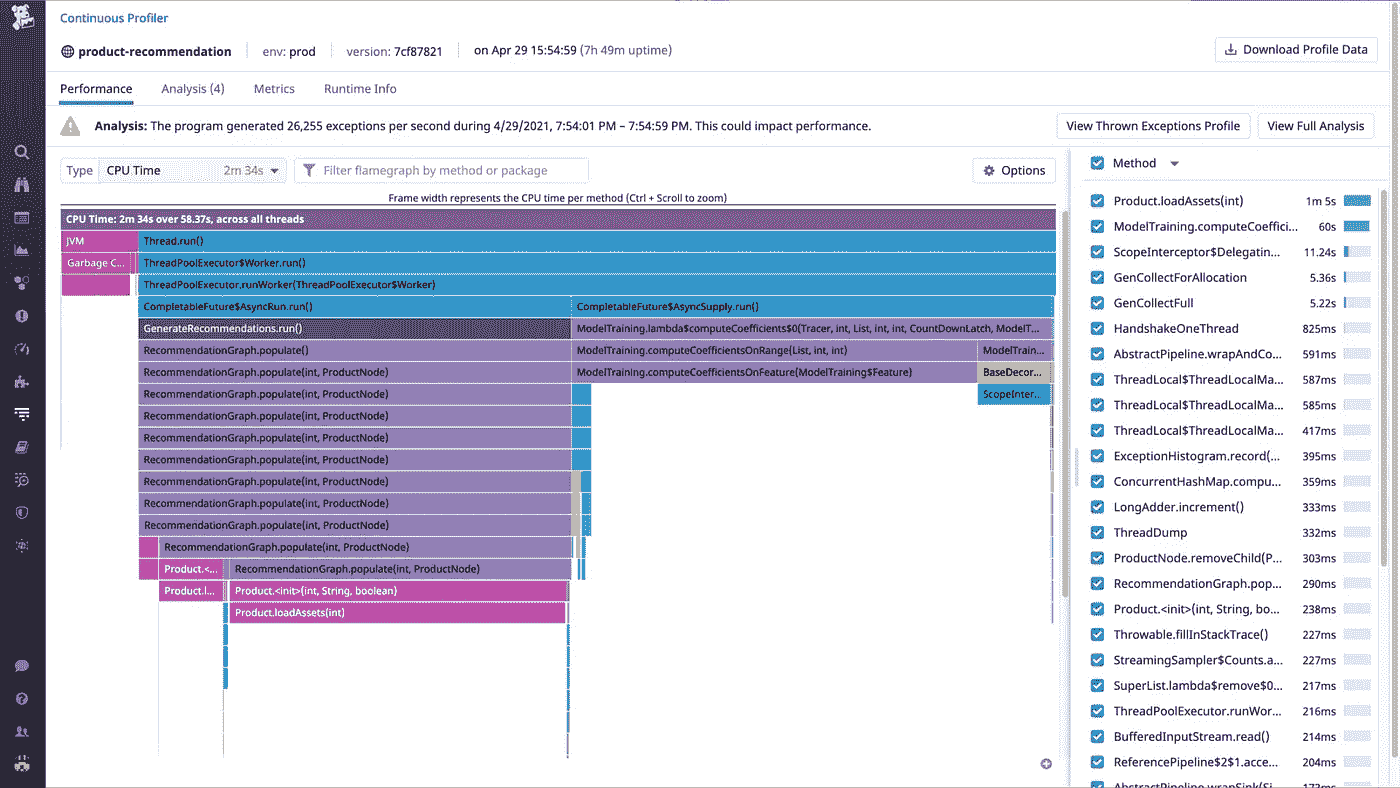 Continuous Profiler
product-recommendation env: prod version: 7cf87821 on Apr 29 15:54:59 (7h 49m uptime) Download Profile Data
Performance Analysis (4) Metrics Runtime Info
Analysis: The program generated 26,255 exceptions per second during 4/29/2021, 7:54:01 PM – 7:54:59 PM. This could impact performance. View Thrown Exceptions Profile View Full Analysis
Type CPU Time 2m 34s Filter flamegraph by method or package Options
Frame width represents the CPU time per method (Ctrl + Scroll to zoom)
CPU Time: 2m 34s over 58.37s, across all threads
JVM Thread.run()
Garbage C... ThreadPoolExecutor$Worker.run()
ThreadPoolExecutor.runWorker(ThreadPoolExecutor$Worker)
CompletableFuture$AsyncRun.run() CompletableFuture$AsyncSupply.run()
GenerateRecommendations.run() ModelTraining.lambda$computeCoefficients$0(Tracer, int, List, int, int, CountDownLatch, ModelT...
RecommendationGraph.populate() ModelTraining.computeCoefficientsOnRange(List, int, int) ModelTrain...
RecommendationGraph.populate(int, ProductNode) ModelTraining.computeCoefficientsOnFeature(ModelTraining$Feature) BaseDecor...
RecommendationGraph.populate(int, ProductNode) ScopeInter...
RecommendationGraph.populate(int, ProductNode)
RecommendationGraph.populate(int, ProductNode)
RecommendationGraph.populate(int, ProductNode)
RecommendationGraph.populate(int, ProductNode)
RecommendationGraph.populate(int, ProductNode)
RecommendationGraph.populate(int, ProductNode)
RecommendationGraph.populate(int, ProductNode)
Product.<... RecommendationGraph.populate(int, ProductNode)
Product.l... Product.<init>(int, String, boolean)
Product.loadAssets(int)
Method
Product.loadAssets(int) 1m 5s
ModelTraining.computeCoeffici... 60s
ScopeInterceptor$Delegatin... 11.24s
GenCollectForAllocation 5.36s
GenCollectFull 5.22s
HandshakeOneThread 825ms
AbstractPipeline.wrapAndCo... 591ms
ThreadLocal$ThreadLocalMa... 587ms
ThreadLocal$ThreadLocalMa... 585ms
ThreadLocal$ThreadLocalMa... 417ms
ExceptionHistogram.record(... 395ms
ConcurrentHashMap.compu... 359ms
LongAdder.increment() 333ms
ThreadDump 332ms
ProductNode.removeChild(P... 303ms
RecommendationGraph.pop... 290ms
Product.<init>(int, String, bo... 238ms
Throwable.fillInStackTrace() 227ms
StreamingSampler$Counts.a... 227ms
SuperList.lambda$remove$0... 217ms
ThreadPoolExecutor.runWor... 216ms
BufferedInputStream.read() 214ms
ReferencePipeline$2$1.acce... 204ms
AbstractPipeline.wrapSink(Si... 173ms